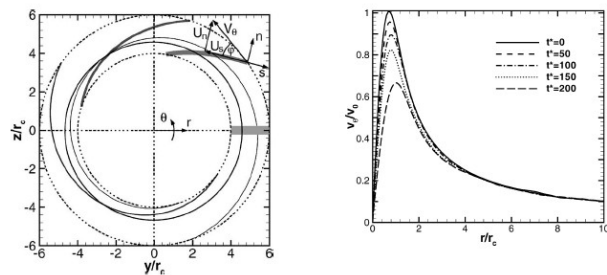 6
4
2
0
-2
-4
-6
z/r_c
-6 -4 -2 0 2 4 6
y/r_c
U_n
V_θ
n
s
θ
r
1
0.8
0.6
0.4
0.2
0
v_θ/v_0
0 2 4 6 8 10
r/r_c
t*=0
t*=50
t*=100
t*=150
t*=200